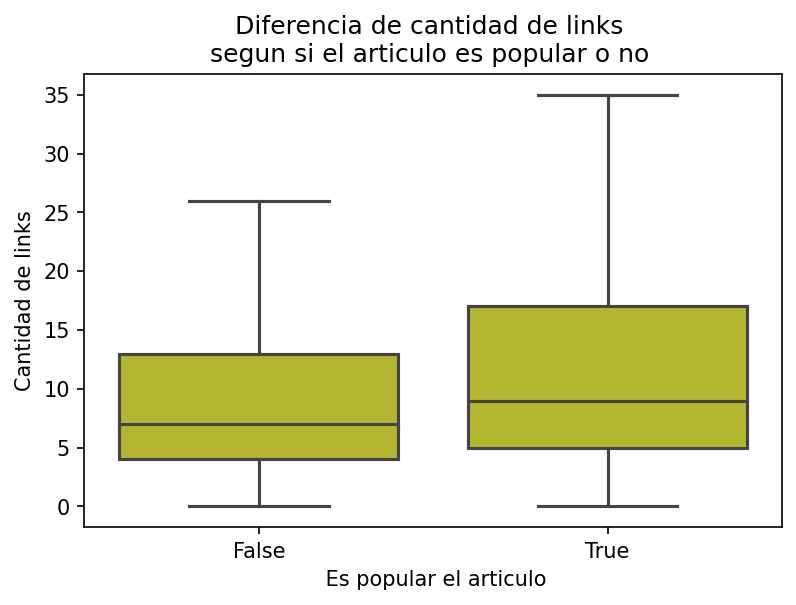 Diferencia de cantidad de links
segun si el articulo es popular o no
Cantidad de links
35
30
25
20
15
10
5
0
False
True
Es popular el articulo